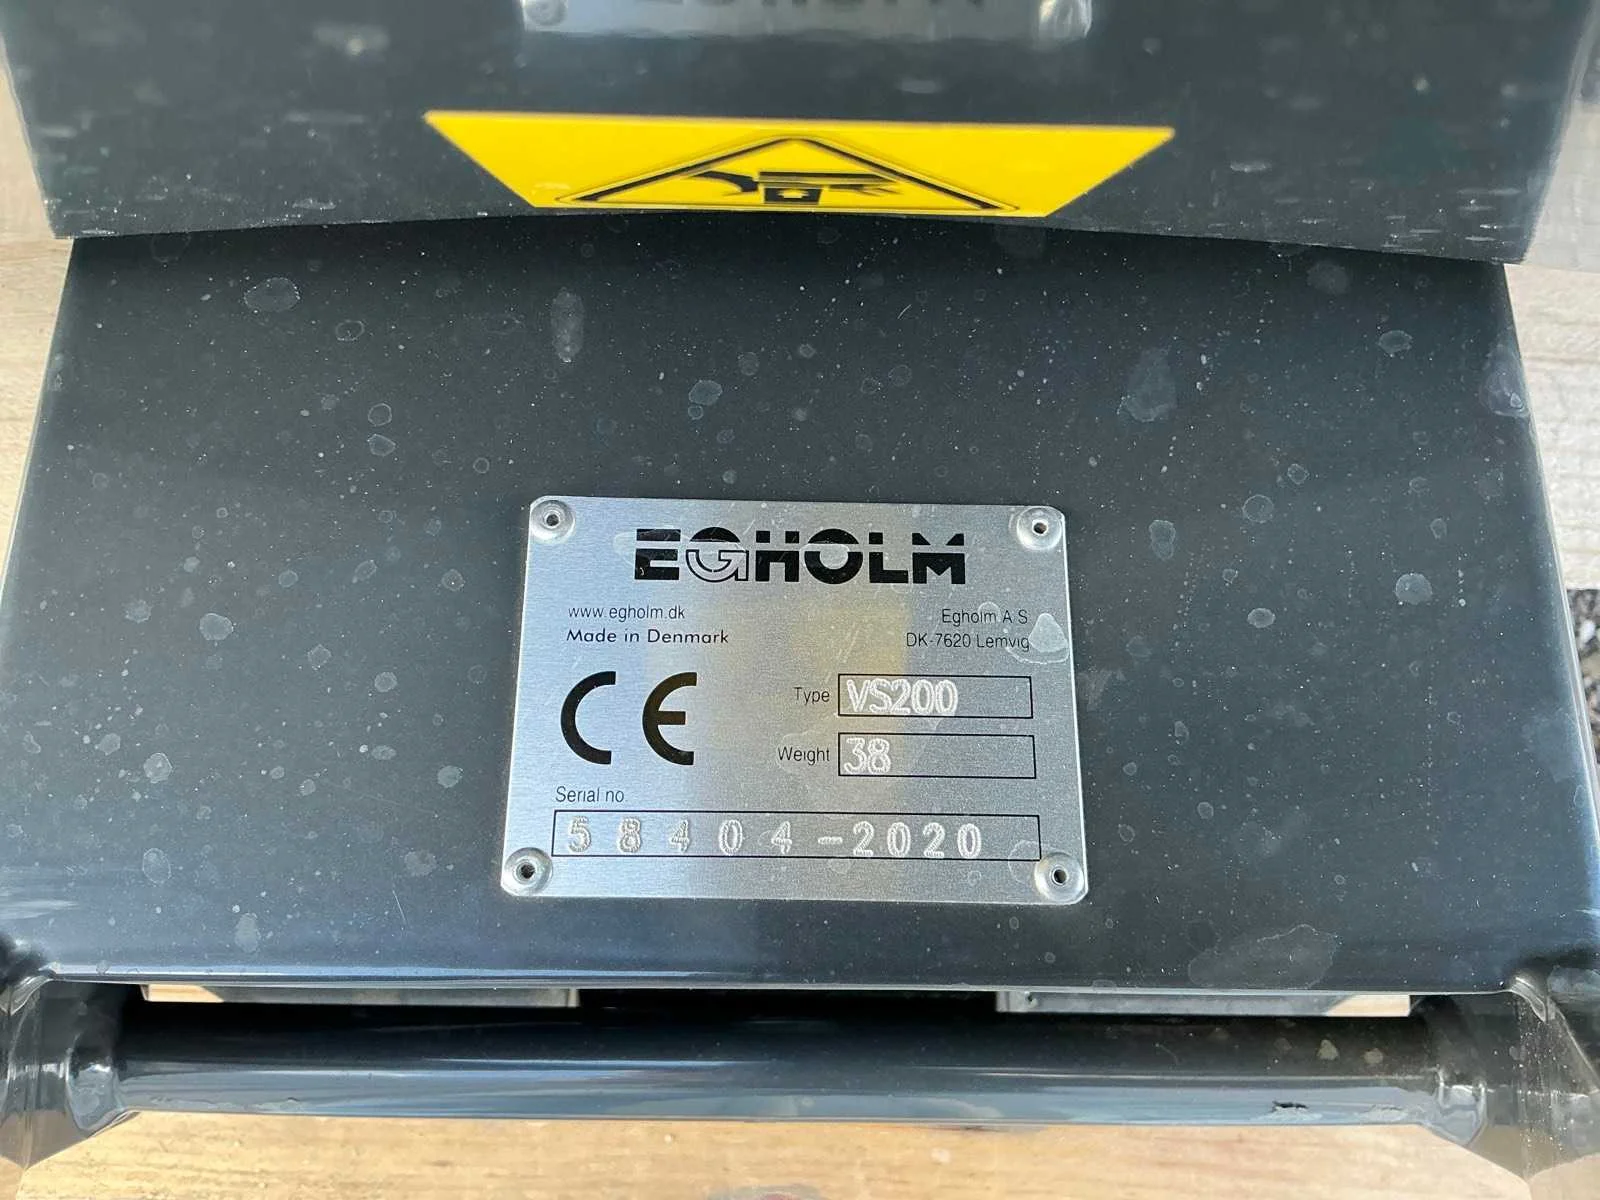 EGHOLM
www.egholm.dk
Egholm A S
Made in Denmark
DK-7620 Lemvig
CE
Type VS200
Weight 38
Serial no.
58404-2020